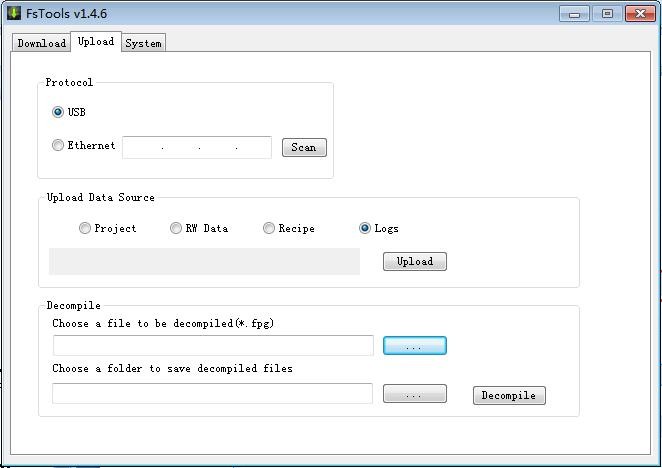 FsTools v1.4.6
Download Upload System
Protocol
USB
Ethernet . . . Scan
Upload Data Source
Project RW Data Recipe Logs
Upload
Decompile
Choose a file to be decompiled(*.fpg)
...
Choose a folder to save decompiled files
... Decompile